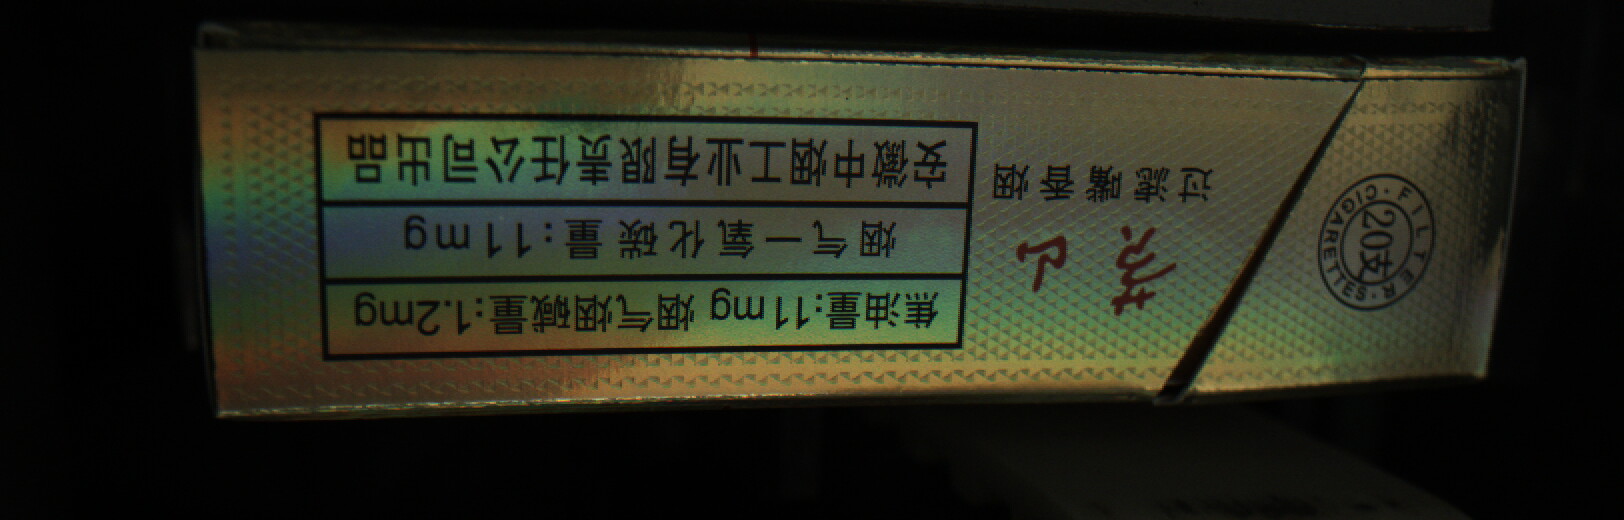 FILTER·CIGARETTES·
20支
黄山
过滤嘴香烟
焦油量:11mg 烟气烟碱量:1.2mg
烟气一氧化碳量:11mg
安徽中烟工业有限责任公司出品